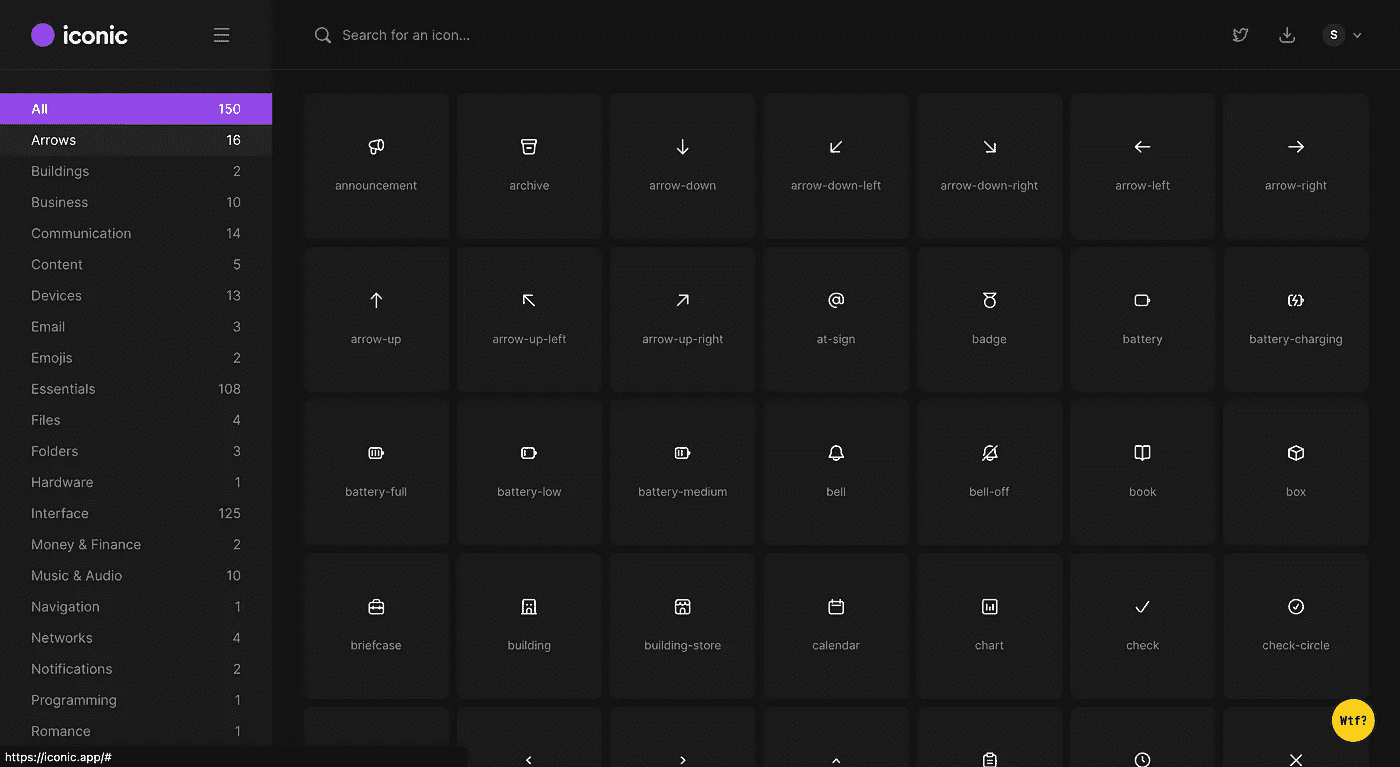 iconic
Search for an icon...
S
All 150
Arrows 16
Buildings 2
Business 10
Communication 14
Content 5
Devices 13
Email 3
Emojis 2
Essentials 108
Files 4
Folders 3
Hardware 1
Interface 125
Money & Finance 2
Music & Audio 10
Navigation 1
Networks 4
Notifications 2
Programming 1
Romance 1
announcement archive arrow-down arrow-down-left arrow-down-right arrow-left arrow-right
arrow-up arrow-up-left arrow-up-right at-sign badge battery battery-charging
battery-full battery-low battery-medium bell bell-off book box
briefcase building building-store calendar chart check check-circle
Wtf?
https://iconic.app/#